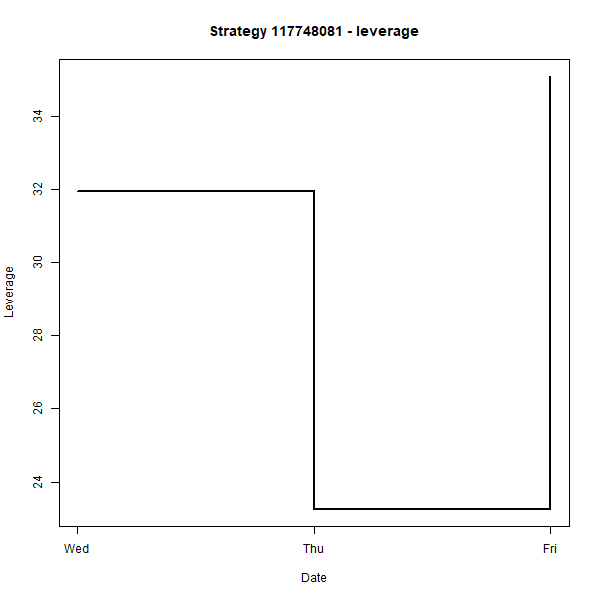 Strategy 117748081 - leverage
34
32
30
28
26
24
Leverage
Wed Thu Fri
Date